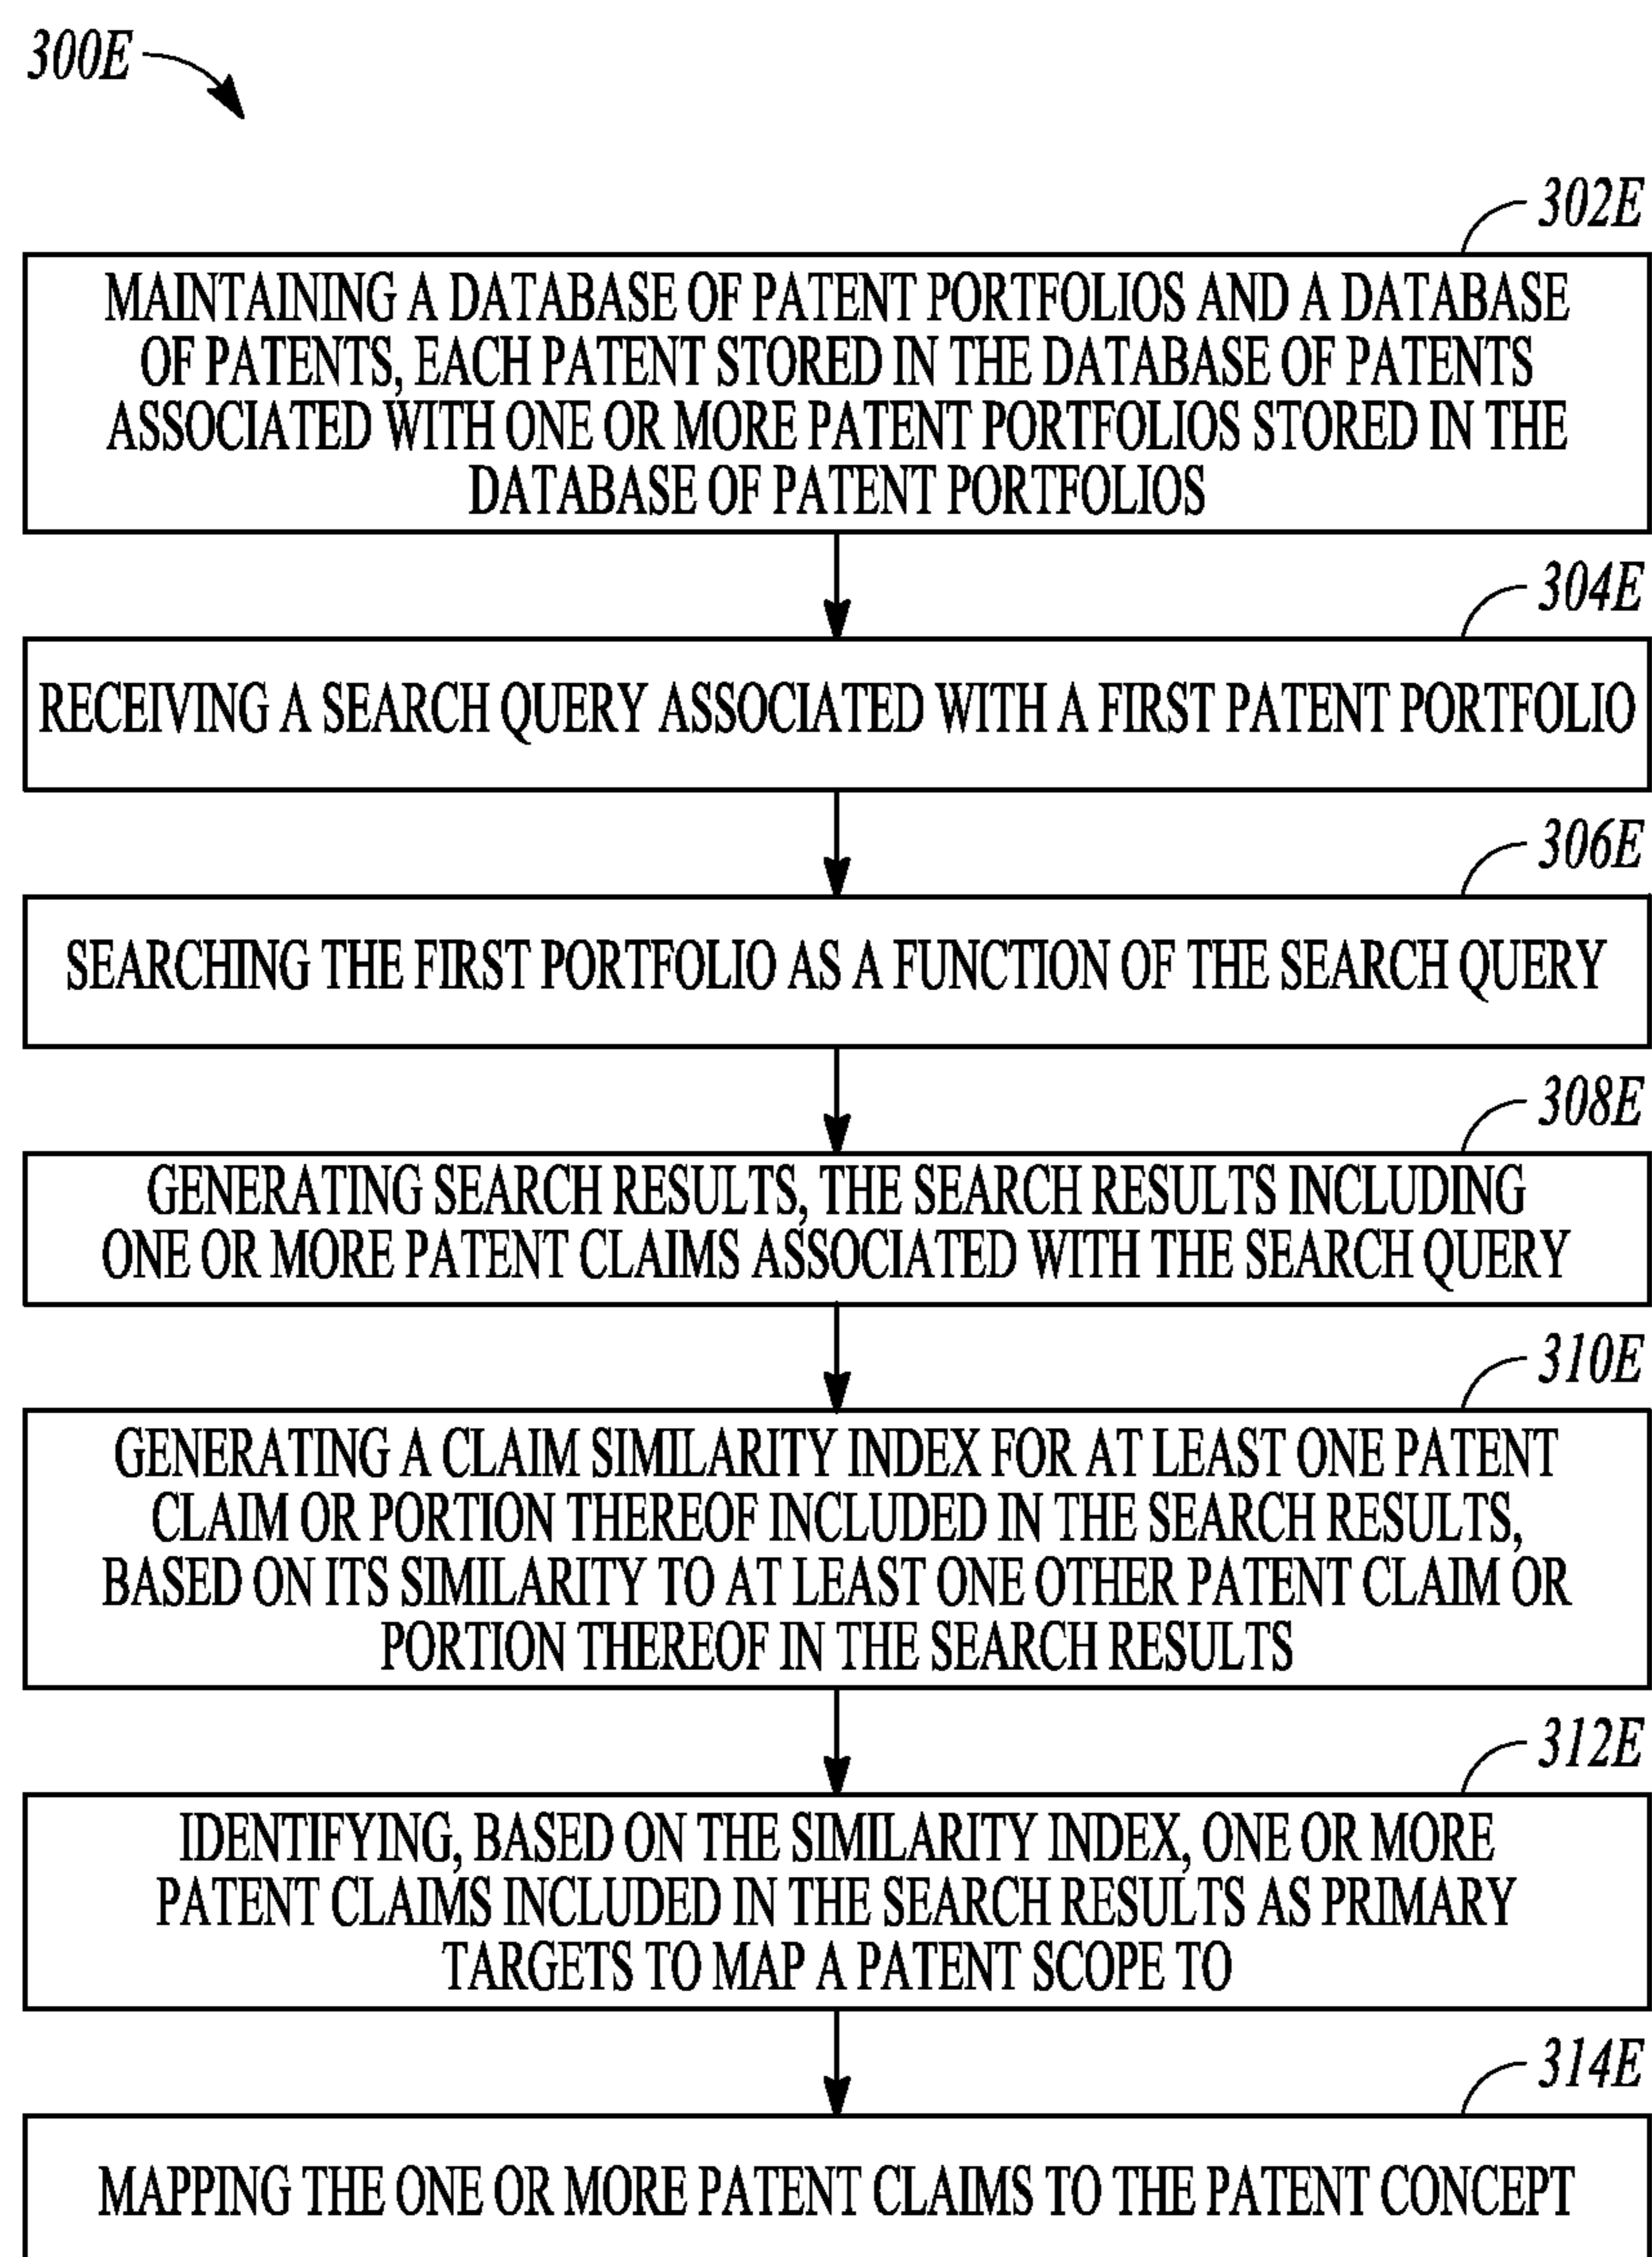 300E
302E
MAINTAINING A DATABASE OF PATENT PORTFOLIOS AND A DATABASE
OF PATENTS, EACH PATENT STORED IN THE DATABASE OF PATENTS
ASSOCIATED WITH ONE OR MORE PATENT PORTFOLIOS STORED IN THE
DATABASE OF PATENT PORTFOLIOS
304E
RECEIVING A SEARCH QUERY ASSOCIATED WITH A FIRST PATENT PORTFOLIO
306E
SEARCHING THE FIRST PORTFOLIO AS A FUNCTION OF THE SEARCH QUERY
308E
GENERATING SEARCH RESULTS, THE SEARCH RESULTS INCLUDING
ONE OR MORE PATENT CLAIMS ASSOCIATED WITH THE SEARCH QUERY
310E
GENERATING A CLAIM SIMILARITY INDEX FOR AT LEAST ONE PATENT
CLAIM OR PORTION THEREOF INCLUDED IN THE SEARCH RESULTS,
BASED ON ITS SIMILARITY TO AT LEAST ONE OTHER PATENT CLAIM OR
PORTION THEREOF IN THE SEARCH RESULTS
312E
IDENTIFYING, BASED ON THE SIMILARITY INDEX, ONE OR MORE
PATENT CLAIMS INCLUDED IN THE SEARCH RESULTS AS PRIMARY
TARGETS TO MAP A PATENT SCOPE TO
314E
MAPPING THE ONE OR MORE PATENT CLAIMS TO THE PATENT CONCEPT